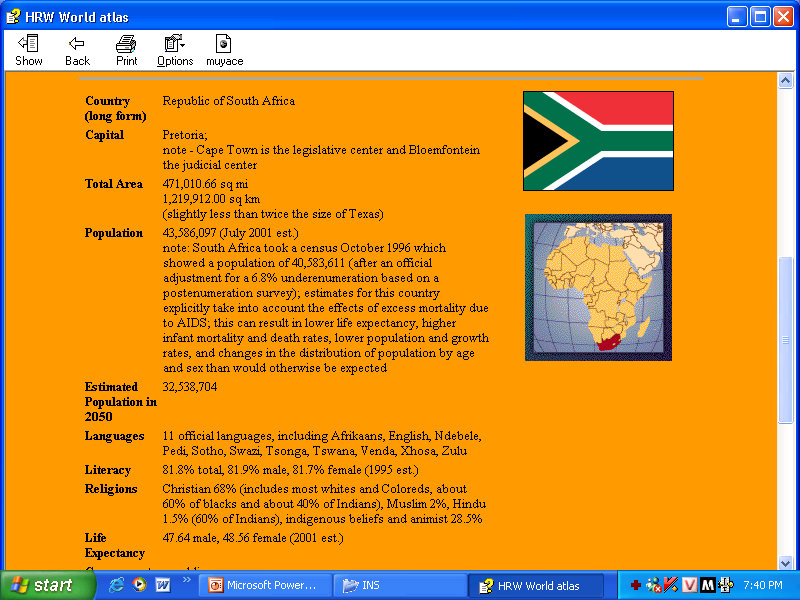 HRW World atlas
Show Back Print Options muyace
Country Republic of South Africa
(long form)
Capital Pretoria;
note - Cape Town is the legislative center and Bloemfontein
the judicial center
Total Area 471,010.66 sq mi
1,219,912.00 sq km
(slightly less than twice the size of Texas)
Population 43,586,097 (July 2001 est.)
note: South Africa took a census October 1996 which
showed a population of 40,583,611 (after an official
adjustment for a 6.8% underenumeration based on a
postenumeration survey); estimates for this country
explicitly take into account the effects of excess mortality due
to AIDS; this can result in lower life expectancy, higher
infant mortality and death rates, lower population and growth
rates, and changes in the distribution of population by age
and sex than would otherwise be expected
Estimated 32,538,704
Population in
2050
Languages 11 official languages, including Afrikaans, English, Ndebele,
Pedi, Sotho, Swazi, Tsonga, Tswana, Venda, Xhosa, Zulu
Literacy 81.8% total, 81.9% male, 81.7% female (1995 est.)
Religions Christian 68% (includes most whites and Coloreds, about
60% of blacks and about 40% of Indians), Muslim 2%, Hindu
1.5% (60% of Indians), indigenous beliefs and animist 28.5%
Life 47.64 male, 48.56 female (2001 est.)
Expectancy
start Microsoft Power... INS HRW World atlas 7:40 PM